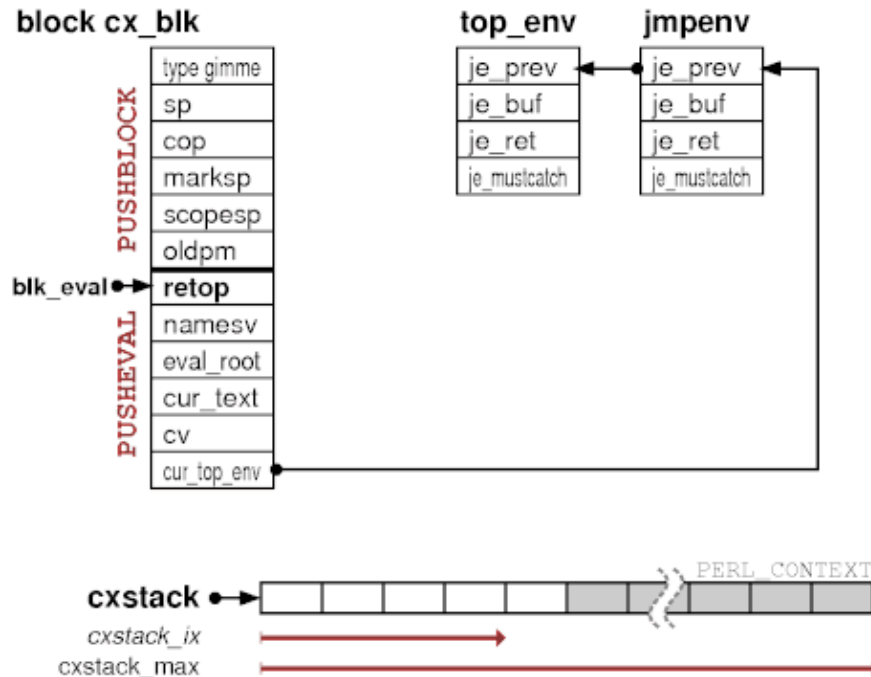 block cx_blk
top_env
jmpenv
PUSHBLOCK
type gimme
sp
cop
marksp
scopesp
oldpm
blk_eval
retop
PUSHEVAL
namesv
eval_root
cur_text
cv
cur_top_env
je_prev
je_buf
je_ret
je_mustcatch
je_prev
je_buf
je_ret
je_mustcatch
PERL_CONTEXT
cxstack
cxstack_ix
cxstack_max